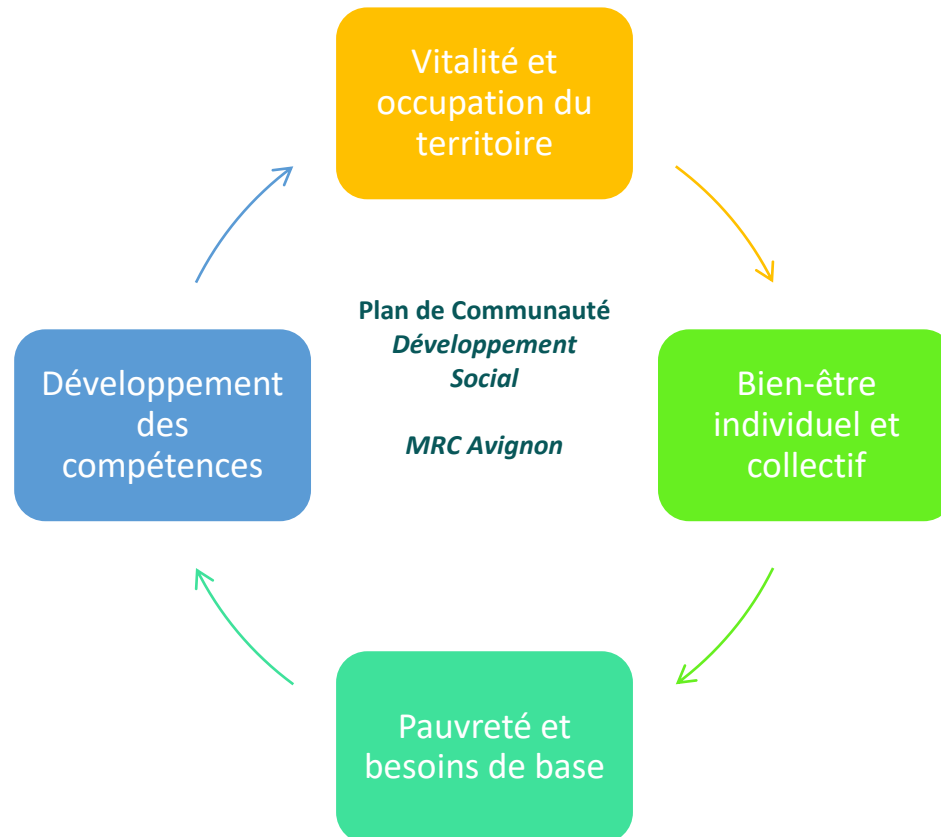 Vitalité et
occupation du
territoire
Plan de Communauté
Développement
Social
MRC Avignon
Développement
des
compétences
Bien-être
individuel et
collectif
Pauvreté et
besoins de base